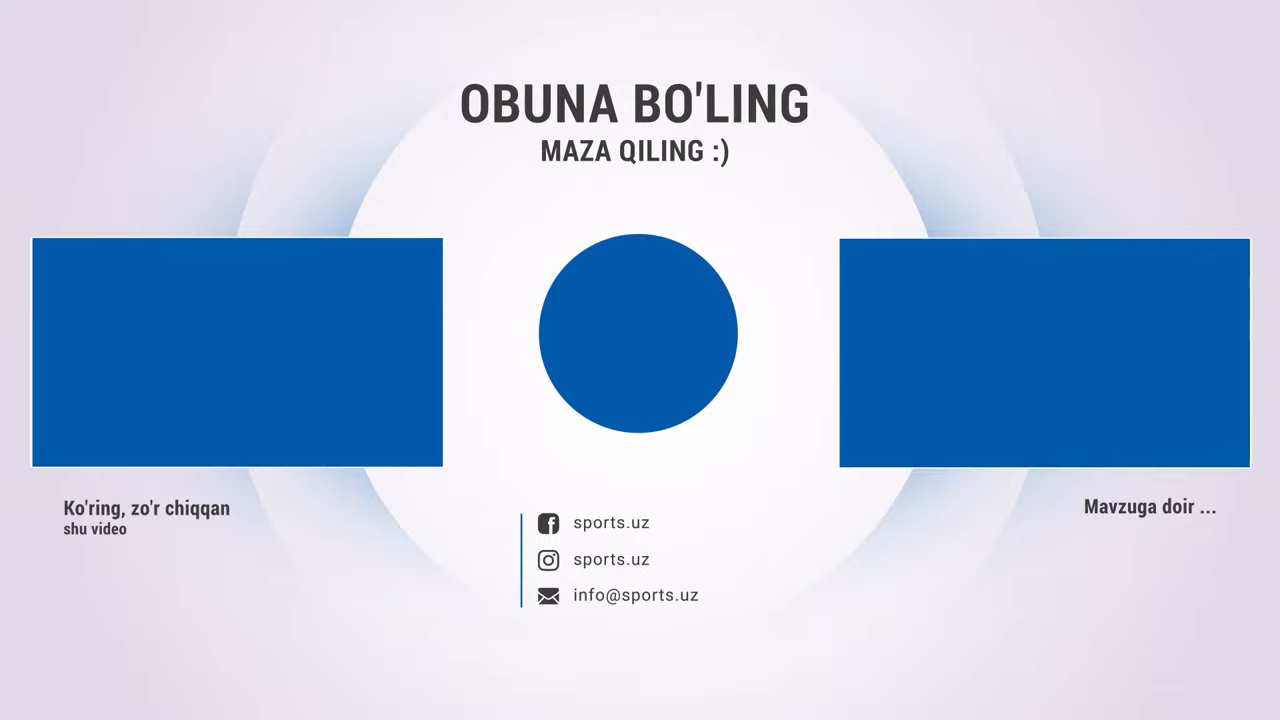 OBUNA BO'LING
MAZA QILING :)
Ko'ring, zo'r chiqqan
shu video
Mavzuga doir ...
sports.uz
sports.uz
info@sports.uz